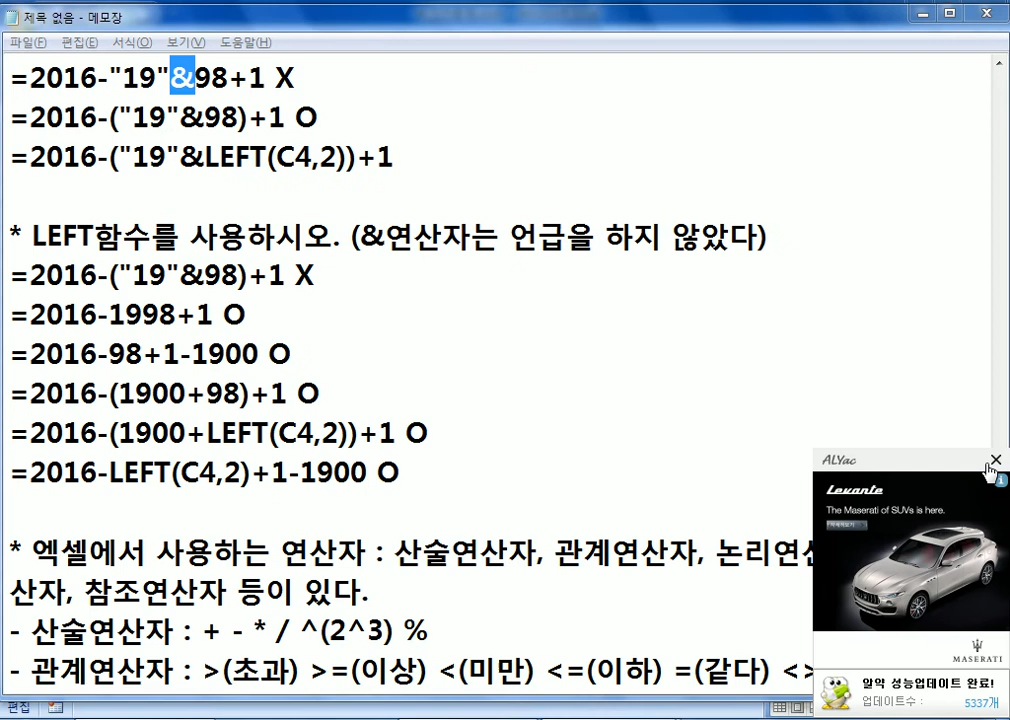 제목 없음 - 메모장
파일(F) 편집(E) 서식(O) 보기(V) 도움말(H)
=2016-"19"&98+1 X
=2016-("19"&98)+1 O
=2016-("19"&LEFT(C4,2))+1
* LEFT함수를 사용하시오. (&연산자는 언급을 하지 않았다)
=2016-("19"&98)+1 X
=2016-1998+1 O
=2016-98+1-1900 O
=2016-(1900+98)+1 O
=2016-(1900+LEFT(C4,2))+1 O
=2016-LEFT(C4,2)+1-1900 O
* 엑셀에서 사용하는 연산자 : 산술연산자, 관계연산자, 논리연산
산자, 참조연산자 등이 있다.
- 산술연산자 : + - * / ^(2^3) %
- 관계연산자 : >(초과) >=(이상) <(미만) <=(이하) =(같다) <>
ALYac
Levante
The Maserati of SUVs is here.
MASERATI
알약 성능업데이트 완료!
업데이트수 : 5337개
편집